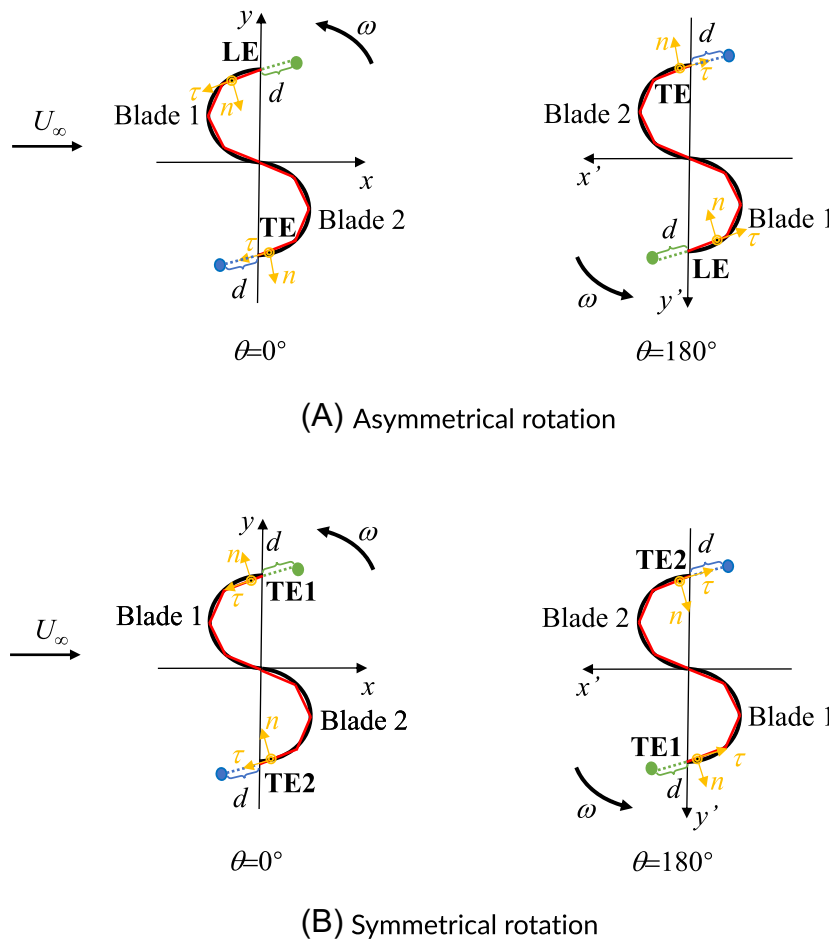 y
ω
LE
d
τ
n
Blade 1
U∞
x
TE
Blade 2
τ
n
d
θ=0°
d
n
τ
TE
Blade 2
x’
n
Blade 1
τ
d
LE
ω
y’
θ=180°
(A) Asymmetrical rotation
y
ω
d
n
TE1
τ
Blade 1
U∞
x
n
Blade 2
τ
d
TE2
θ=0°
TE2
d
τ
n
Blade 2
x’
Blade 1
TE1
τ
d
n
ω
y’
θ=180°
(B) Symmetrical rotation